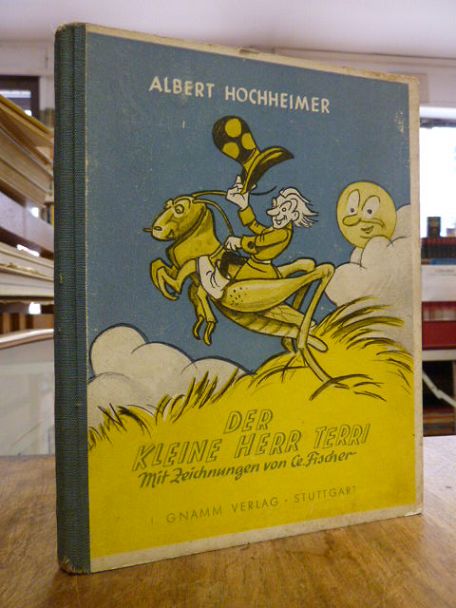 ALBERT HOCHHEIMER
DER
KLEINE HERR TERRI
Mit Zeichnungen von Ce. Fischer
I. GNAMM VERLAG · STUTTGART